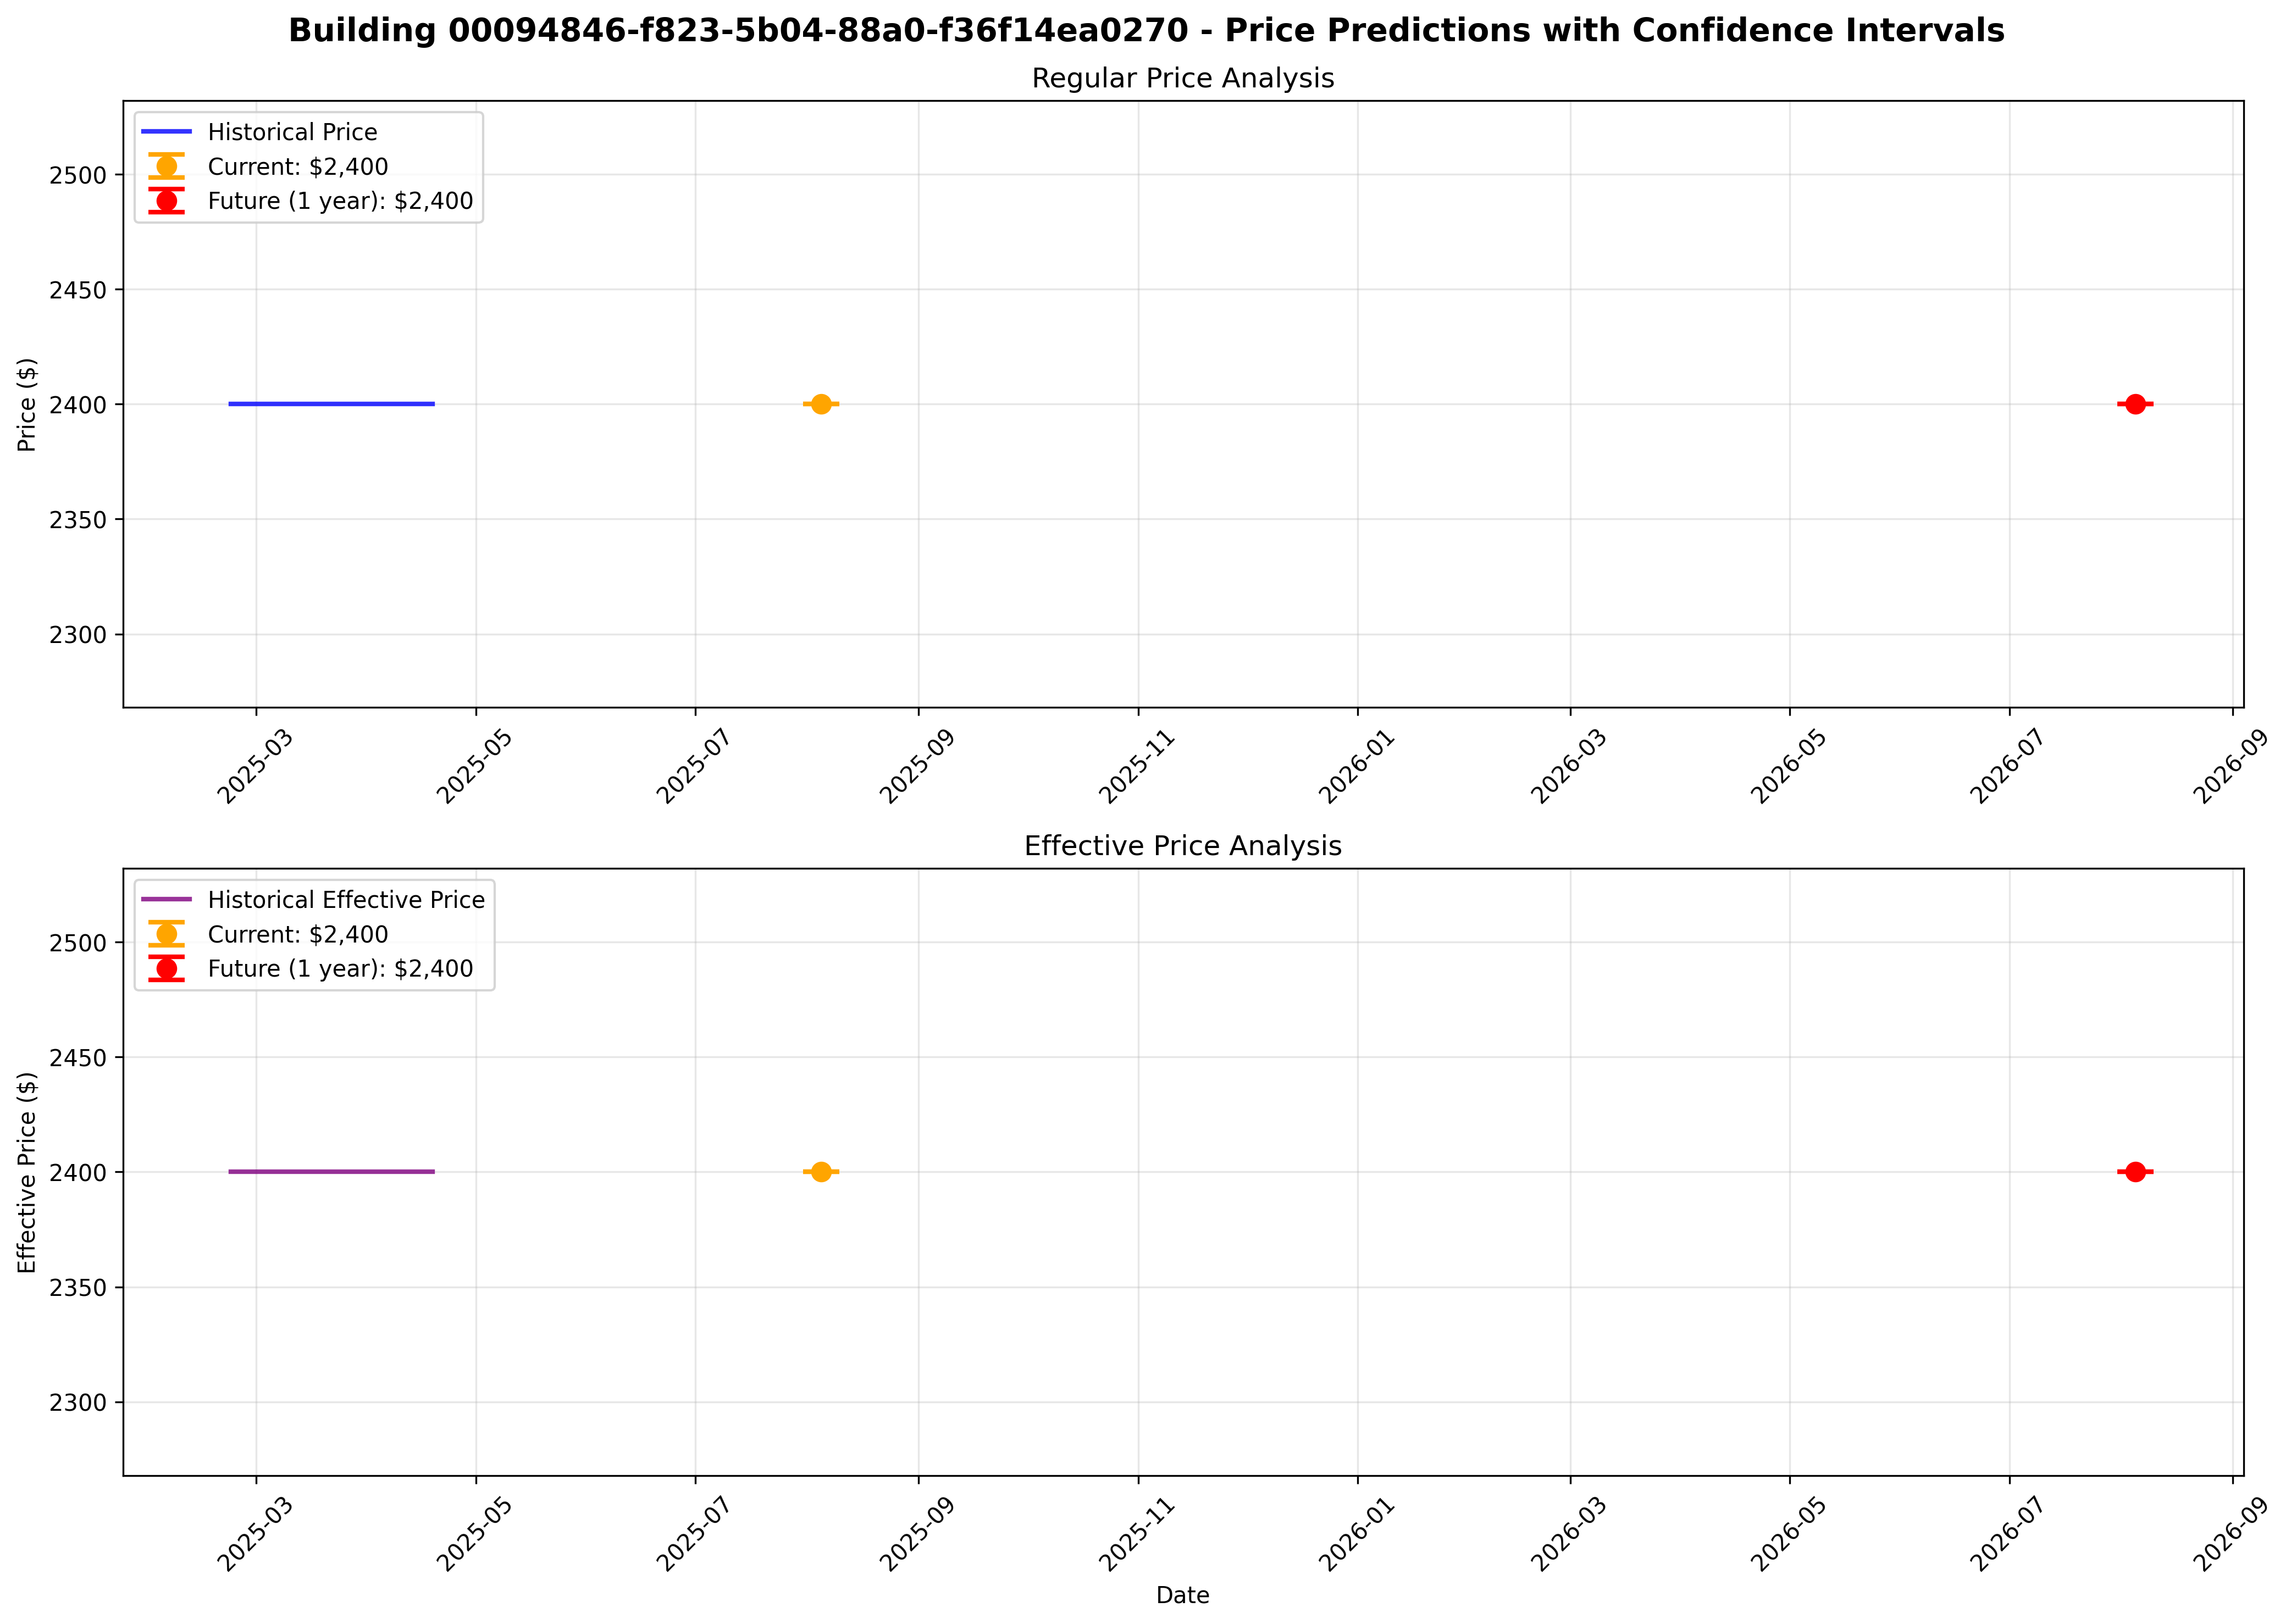 Building 00094846-f823-5b04-88a0-f36f14ea0270 - Price Predictions with Confidence Intervals
Regular Price Analysis
Historical Price
Current: $2,400
Future (1 year): $2,400
Price ($)
2500
2450
2400
2350
2300
2025-03
2025-05
2025-07
2025-09
2025-11
2026-01
2026-03
2026-05
2026-07
2026-09
Effective Price Analysis
Historical Effective Price
Current: $2,400
Future (1 year): $2,400
Effective Price ($)
2500
2450
2400
2350
2300
2025-03
2025-05
2025-07
2025-09
2025-11
2026-01
2026-03
2026-05
2026-07
2026-09
Date